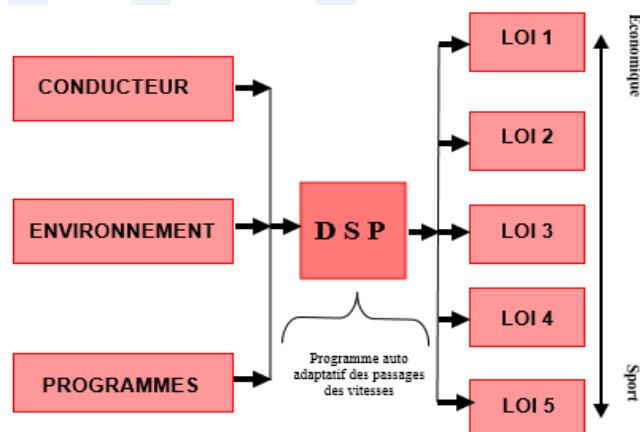 CONDUCTEUR
ENVIRONNEMENT
PROGRAMMES
D S P
Programme auto
adaptatif des passages
des vitesses
LOI 1
LOI 2
LOI 3
LOI 4
LOI 5
Economique
Sport